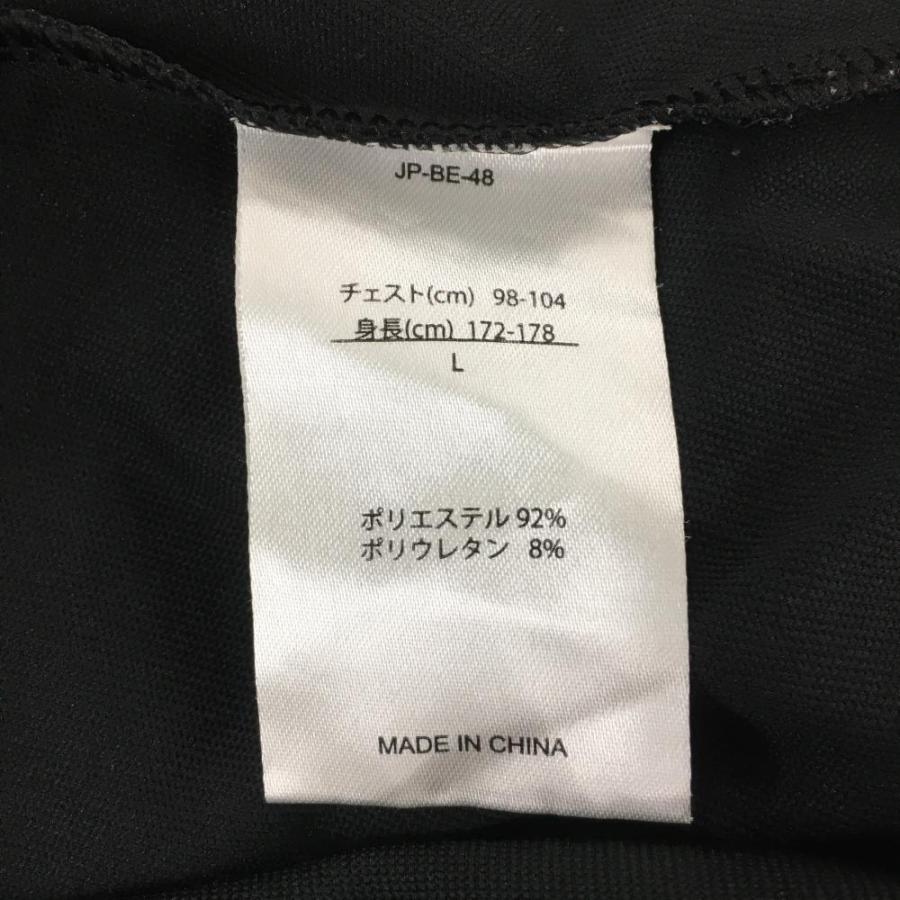 JP-BE-48
チェスト(cm) 98-104
身長(cm) 172-178
L
ポリエステル 92%
ポリウレタン 8%
MADE IN CHINA